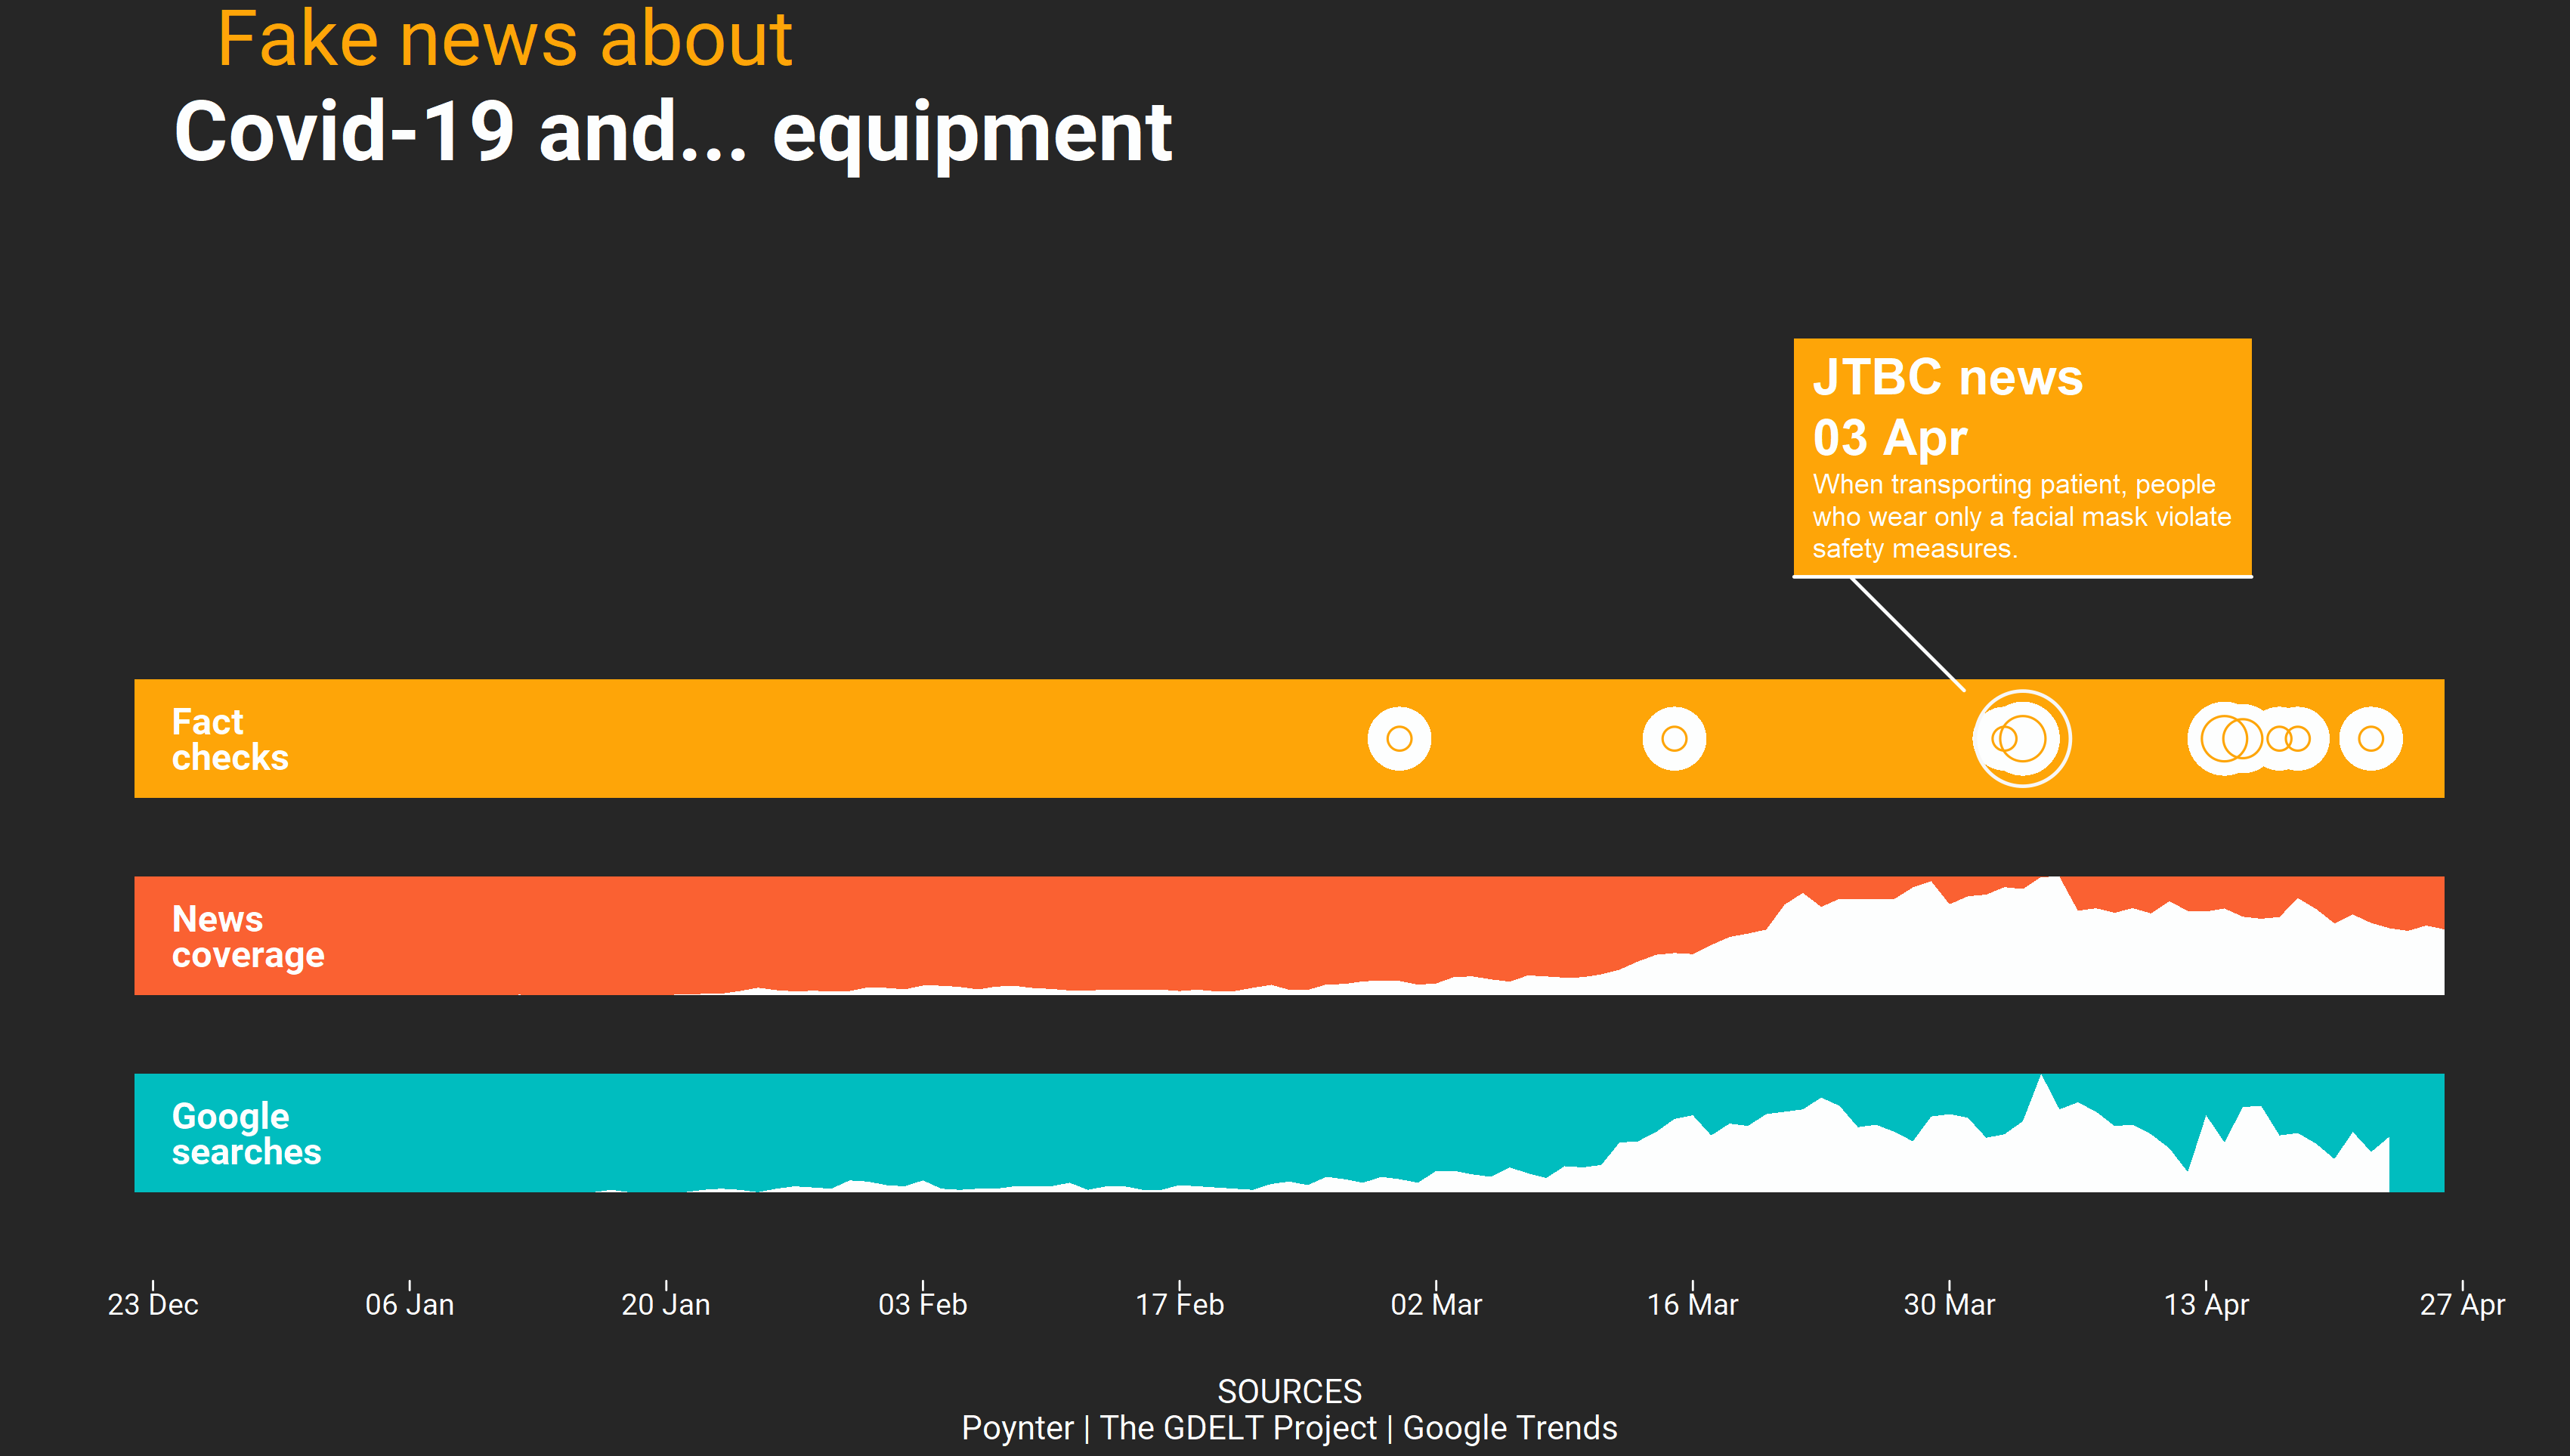 Fake news about
Covid-19 and... equipment
JTBC news
03 Apr
When transporting patient, people
who wear only a facial mask violate
safety measures.
Fact
checks
News
coverage
Google
searches
23 Dec
06 Jan
20 Jan
03 Feb
17 Feb
02 Mar
16 Mar
30 Mar
13 Apr
27 Apr
SOURCES
Poynter | The GDELT Project | Google Trends